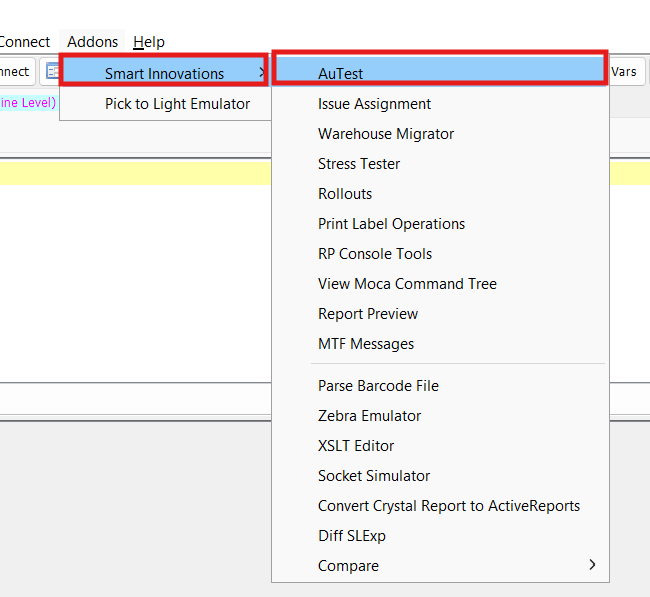 Connect Addons Help
nnect
Vars
ine Level)
Smart Innovations
Pick to Light Emulator
AuTest
Issue Assignment
Warehouse Migrator
Stress Tester
Rollouts
Print Label Operations
RP Console Tools
View Moca Command Tree
Report Preview
MTF Messages
Parse Barcode File
Zebra Emulator
XSLT Editor
Socket Simulator
Convert Crystal Report to ActiveReports
Diff SLExp
Compare